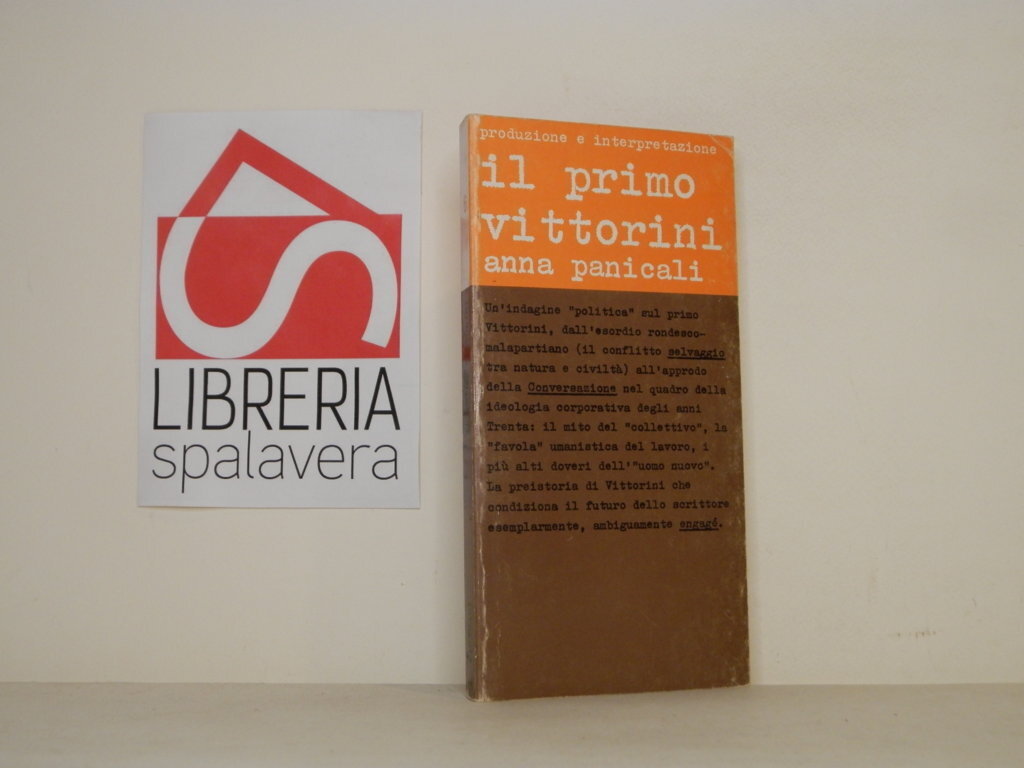 LIBRERIA
spalavera
produzione e interpretazione
il primo
vittorini
anna panicali
Un'indagine "politica" sul primo
Vittorini, dall'esordio rondesco-
malapartiano (il conflitto selvaggio
tra natura e civiltà) all'approdo
della Conversazione nel quadro della
ideologia corporativa degli anni
Trenta: il mito del "collettivo", la
"favola" umanistica del lavoro, i
più alti doveri dell'"uomo nuovo".
La preistoria di Vittorini che
condiziona il futuro dello scrittore
esemplarmente, ambiguamente engagé.